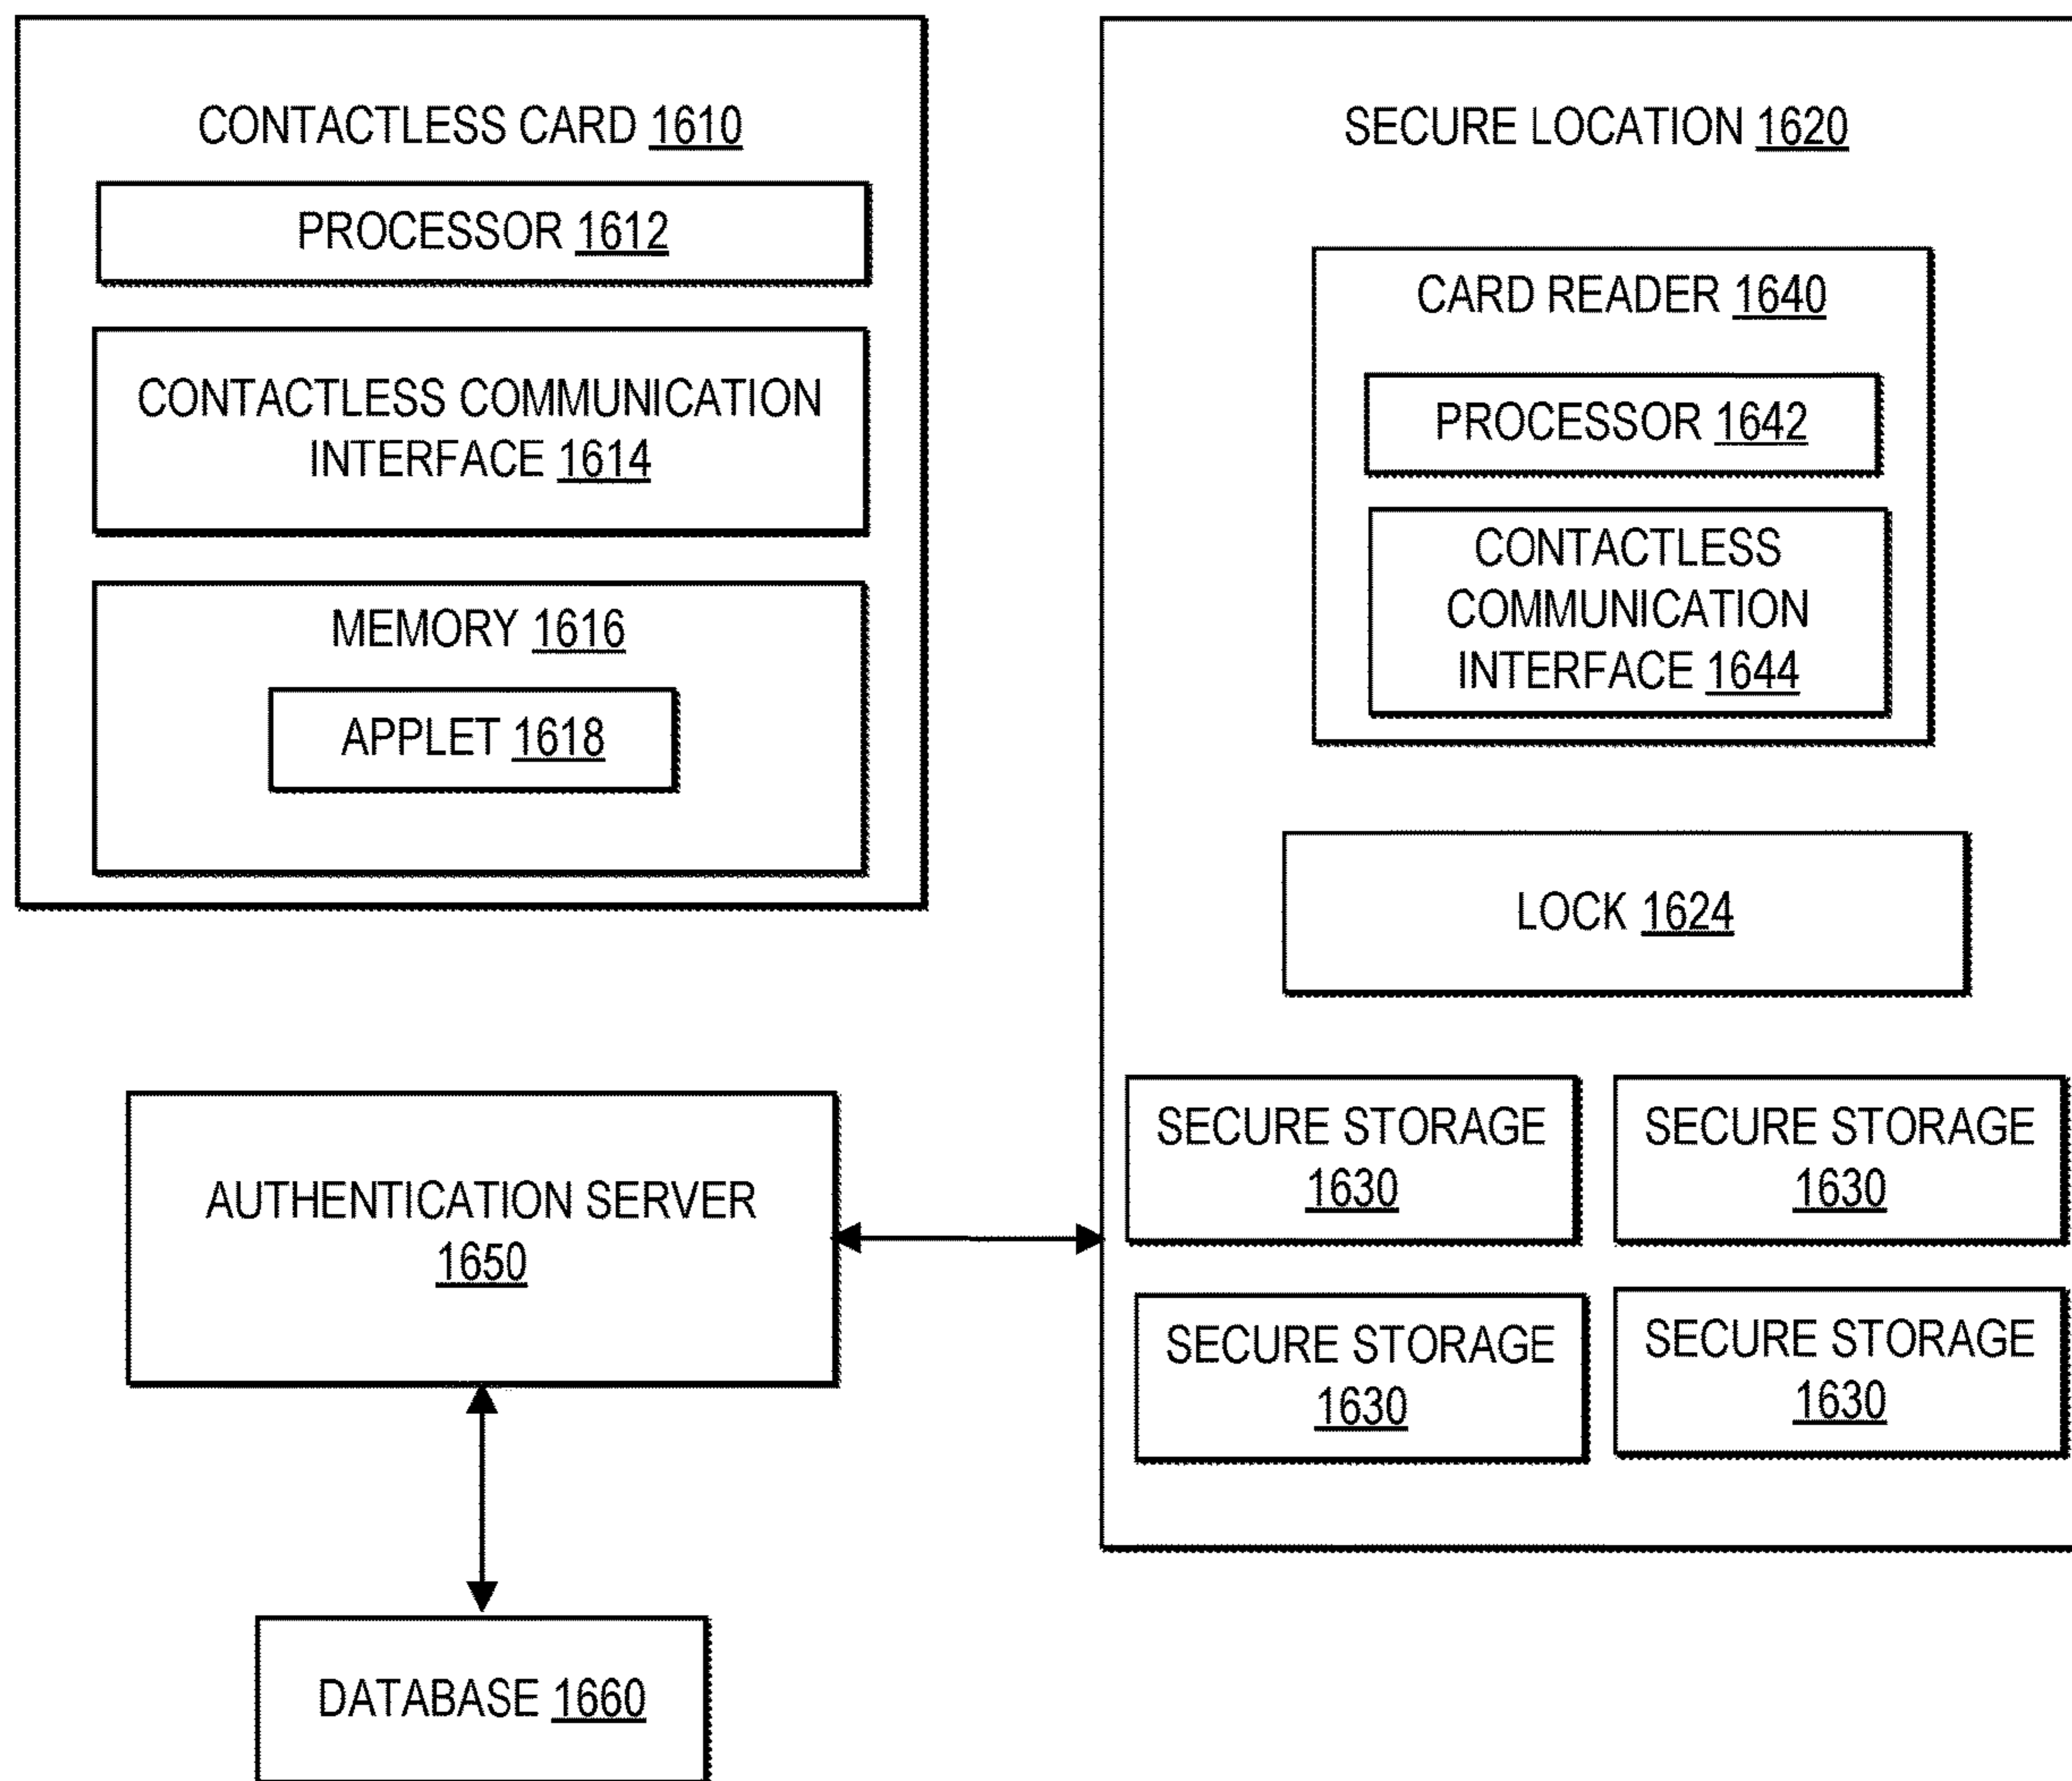 CONTACTLESS CARD 1610
PROCESSOR 1612
CONTACTLESS COMMUNICATION
INTERFACE 1614
MEMORY 1616
APPLET 1618
SECURE LOCATION 1620
CARD READER 1640
PROCESSOR 1642
CONTACTLESS
COMMUNICATION
INTERFACE 1644
LOCK 1624
SECURE STORAGE
1630
SECURE STORAGE
1630
SECURE STORAGE
1630
SECURE STORAGE
1630
AUTHENTICATION SERVER
1650
DATABASE 1660